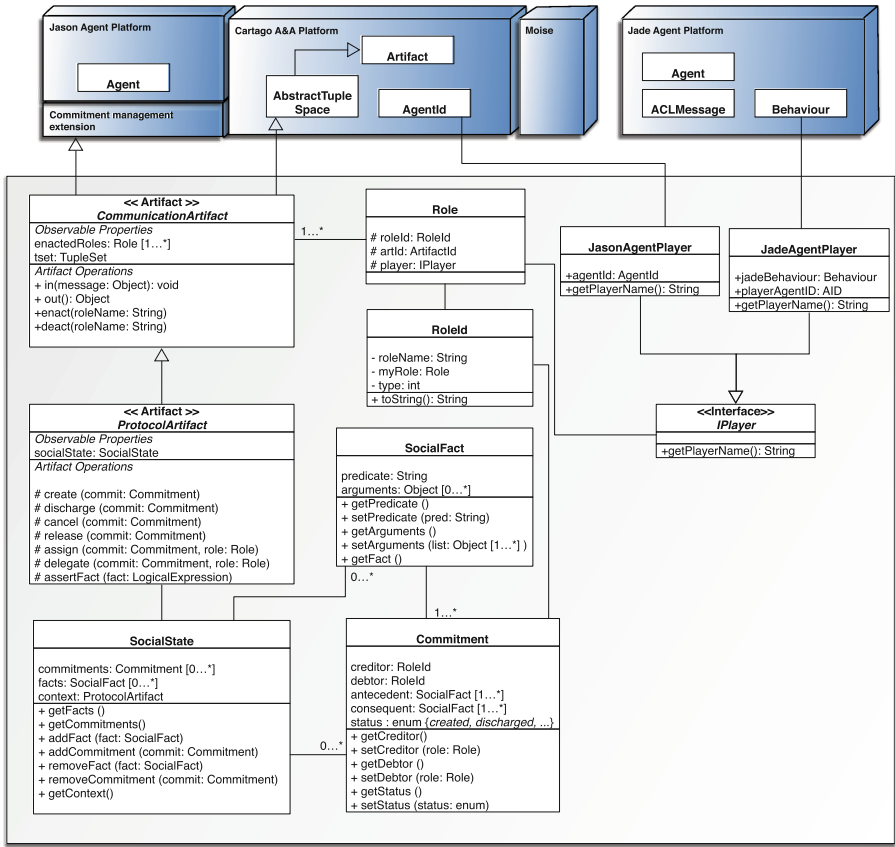 Jason Agent Platform
Agent
Commitment management
extension
Cartago A&A Platform
Artifact
AbstractTuple
Space
AgentId
Moise
Jade Agent Platform
Agent
ACLMessage
Behaviour
<< Artifact >>
CommunicationArtifact
Observable Properties
enactedRoles: Role [1...*]
tset: TupleSet
Artifact Operations
+ in(message: Object): void
+ out(): Object
+enact(roleName: String)
+deact(roleName: String)
1...*
Role
# roleId: RoleId
# artId: ArtifactId
# player: IPlayer
JasonAgentPlayer
+agentId: AgentId
+getPlayerName(): String
JadeAgentPlayer
+jadeBehaviour: Behaviour
+playerAgentID: AID
+getPlayerName(): String
RoleId
- roleName: String
- myRole: Role
- type: int
+ toString(): String
<<Interface>>
IPlayer
+getPlayerName(): String
<< Artifact >>
ProtocolArtifact
Observable Properties
socialState: SocialState
Artifact Operations
# create (commit: Commitment)
# discharge (commit: Commitment)
# cancel (commit: Commitment)
# release (commit: Commitment)
# assign (commit: Commitment, role: Role)
# delegate (commit: Commitment, role: Role)
# assertFact (fact: LogicalExpression)
SocialFact
predicate: String
arguments: Object [0...*]
+ getPredicate ()
+ setPredicate (pred: String)
+ getArguments ()
+ setArguments (list: Object [1...*] )
+ getFact ()
0...*
1...*
SocialState
commitments: Commitment [0...*]
facts: SocialFact [0...*]
context: ProtocolArtifact
+ getFacts ()
+ getCommitments()
+ addFact (fact: SocialFact)
+ addCommitment (commit: Commitment)
+ removeFact (fact: SocialFact)
+ removeCommitment (commit: Commitment)
+ getContext()
0...*
Commitment
creditor: RoleId
debtor: RoleId
antecedent: SocialFact [1...*]
consequent: SocialFact [1...*]
status : enum {created, discharged, ...}
+ getCreditor()
+ setCreditor (role: Role)
+ getDebtor ()
+ setDebtor (role: Role)
+ getStatus ()
+ setStatus (status: enum)